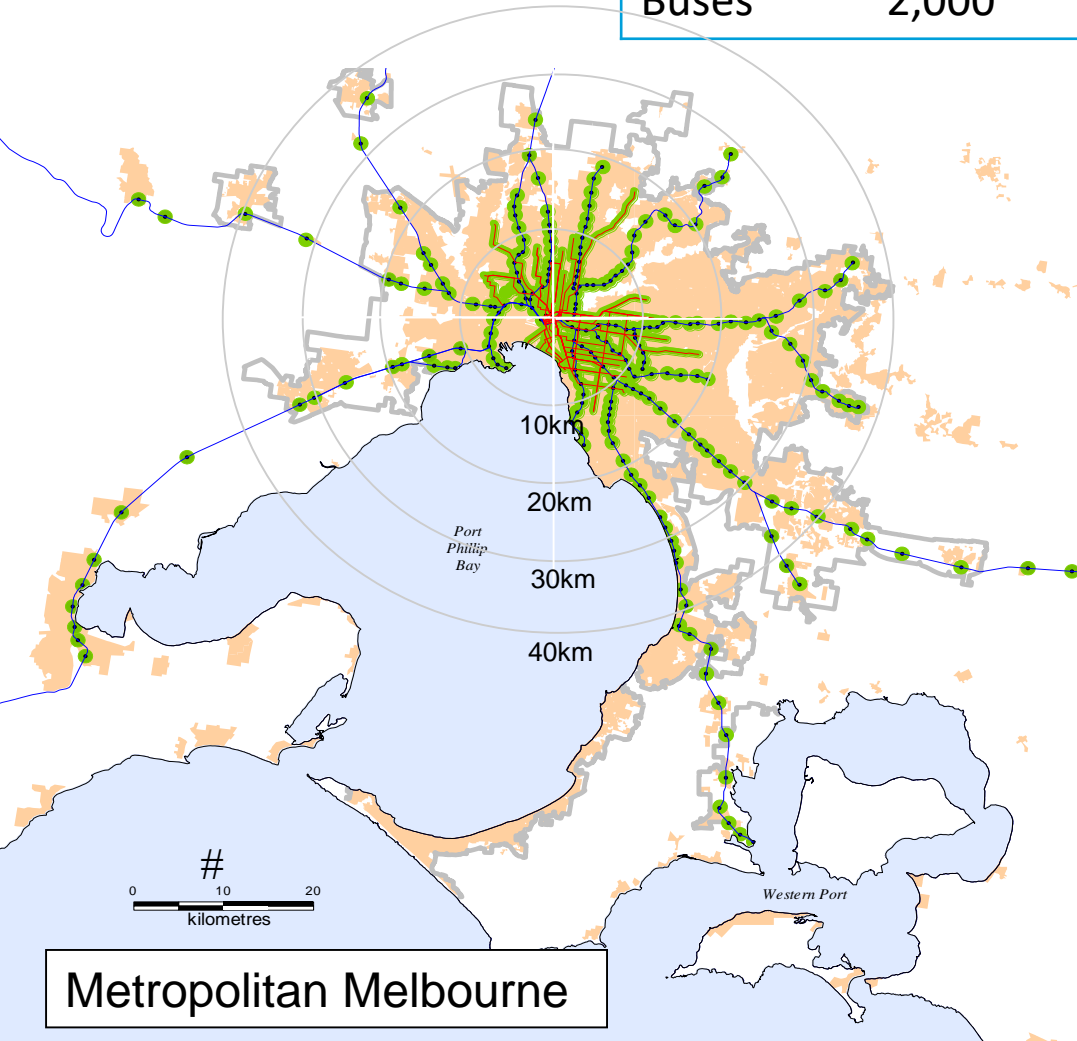 Buses 2,000
10km
20km
Port
Phillip
Bay
30km
40km
#
0 10 20
kilometres
Western Port
Metropolitan Melbourne